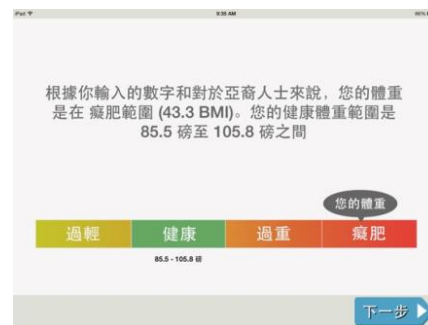 iPad 9:35 AM
根據你輸入的數字和對於亞裔人士來說，您的體重
是在 癡肥範圍 (43.3 BMI)。您的健康體重範圍是
85.5 磅至 105.8 磅之間
您的體重
過輕 健康 過重 癡肥
85.5 - 105.8 磅
下一步